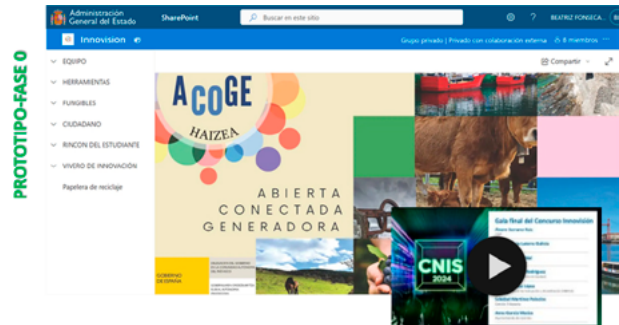 PROTOTIPO-FASE 0
Administración
General del Estado
SharePoint
Buscar en este sitio
BEATRIZ FONSECA...
Innovision
Grupo privado | Privado con colaboración externa
8 miembros
EQUIPO
HERRAMIENTAS
FUNGIBLES
CIUDADANO
RINCON DEL ESTUDIANTE
VIVERO DE INNOVACIÓN
Papelera de reciclaje
Compartir
ACOGE
HAIZEA
ABIERTA
CONECTADA
GENERADORA
GOBIERNO
DE ESPAÑA
CNIS
2024
Gala final del Concurso Innovisión